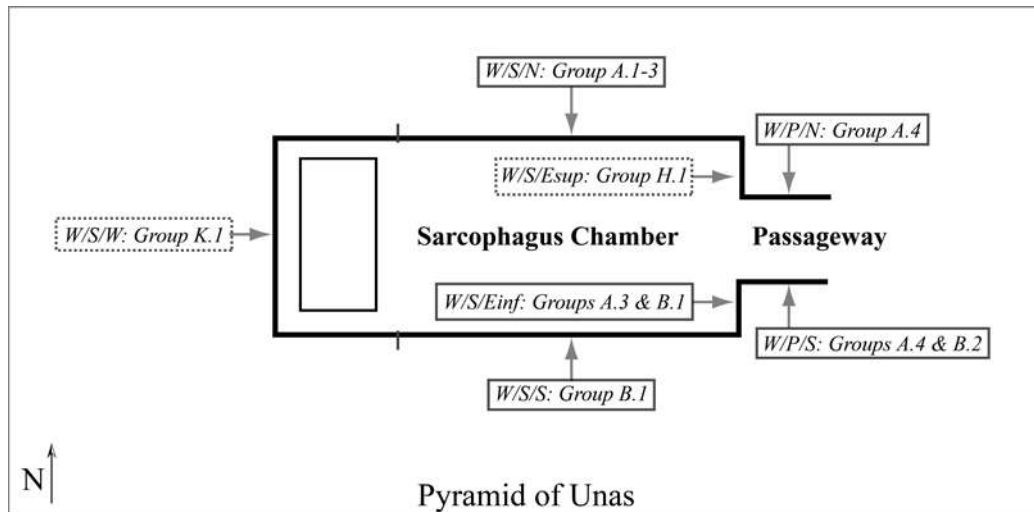 W/S/N: Group A.1-3
W/P/N: Group A.4
W/S/Esup: Group H.1
W/S/W: Group K.1
Sarcophagus Chamber
Passageway
W/S/Einf: Groups A.3 & B.1
W/P/S: Groups A.4 & B.2
W/S/S: Group B.1
N
Pyramid of Unas